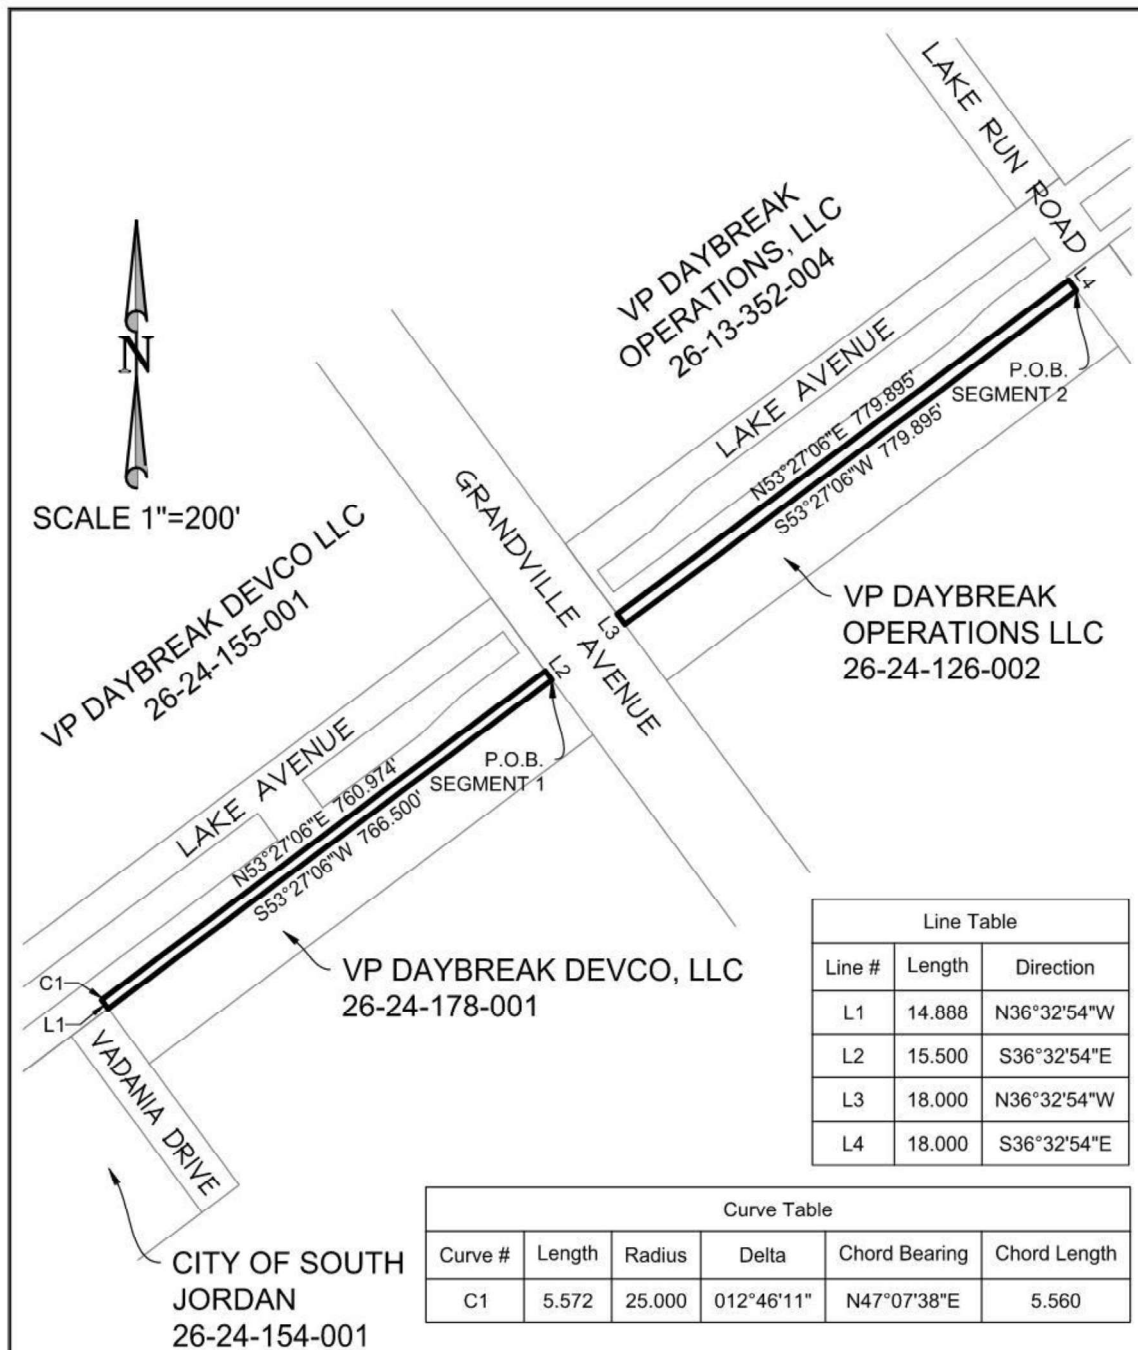 LAKE RUN ROAD
VP DAYBREAK
OPERATIONS, LLC
26-13-352-004
N
SCALE 1"=200'
LAKE AVENUE
L4
P.O.B.
SEGMENT 2
N53°27'06"E 779.895'
S53°27'06"W 779.895'
GRANDVILLE AVENUE
L3
VP DAYBREAK
OPERATIONS LLC
26-24-126-002
VP DAYBREAK DEVCO LLC
26-24-155-001
L2
P.O.B.
SEGMENT 1
LAKE AVENUE
N53°27'06"E 760.974'
S53°27'06"W 766.500'
VP DAYBREAK DEVCO, LLC
26-24-178-001
C1
L1
VADANIA DRIVE
CITY OF SOUTH
JORDAN
26-24-154-001
Line Table
Line # Length Direction
L1 14.888 N36°32'54"W
L2 15.500 S36°32'54"E
L3 18.000 N36°32'54"W
L4 18.000 S36°32'54"E
Curve Table
Curve # Length Radius Delta Chord Bearing Chord Length
C1 5.572 25.000 012°46'11" N47°07'38"E 5.560